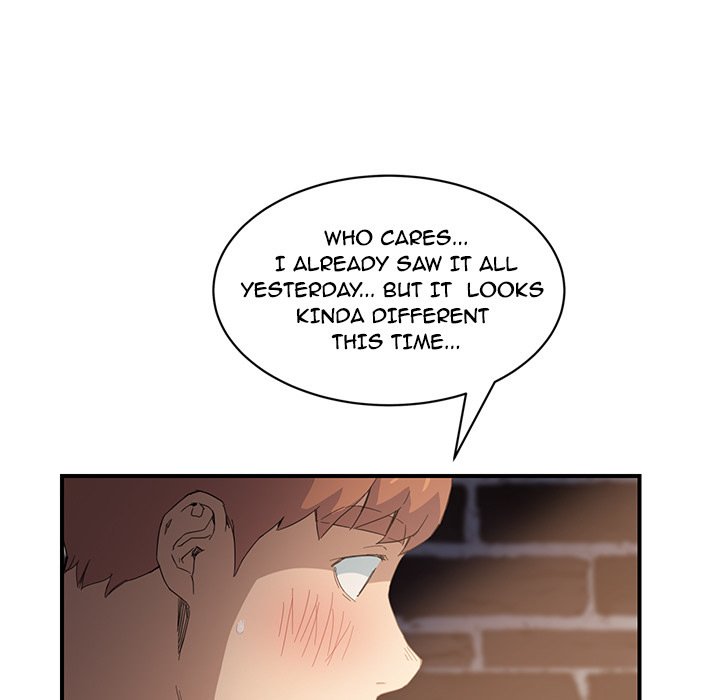 WHO CARES...
I ALREADY SAW IT ALL
YESTERDAY... BUT IT LOOKS
KINDA DIFFERENT
THIS TIME...